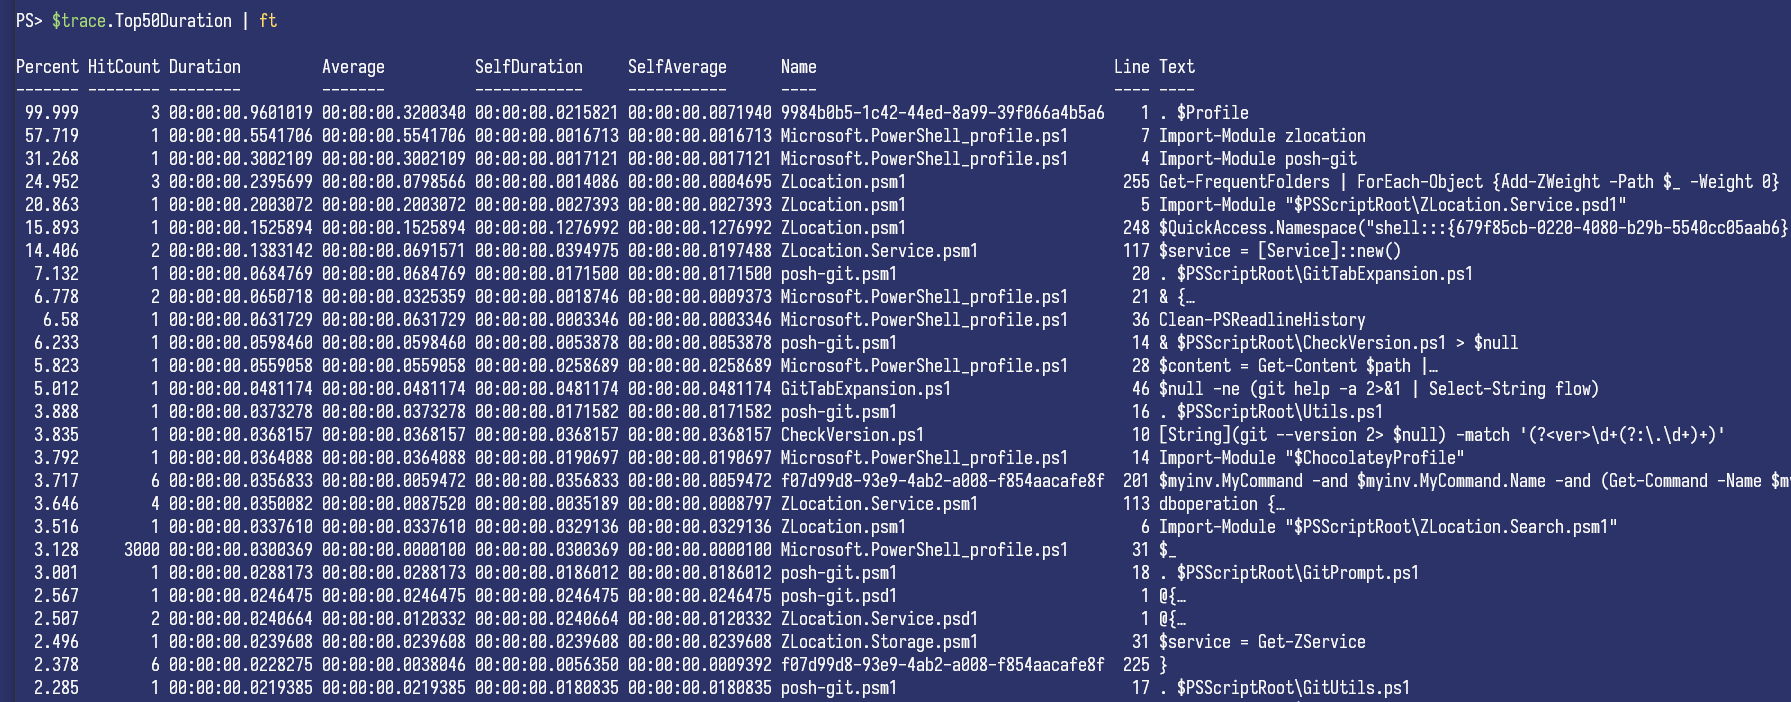 PS> $trace.Top50Duration | ft
Percent HitCount Duration         Average          SelfDuration     SelfAverage      Name                                 Line Text
------- -------- --------         -------          ------------     -----------      ----                                 ---- ----
 99.999        3 00:00:00.9601019 00:00:00.3200340 00:00:00.0215821 00:00:00.0071940 9984b0b5-1c42-44ed-8a99-39f066a4b5a6    1 . $Profile
 57.719        1 00:00:00.5541706 00:00:00.5541706 00:00:00.0016713 00:00:00.0016713 Microsoft.PowerShell_profile.ps1        7 Import-Module zlocation
 31.268        1 00:00:00.3002109 00:00:00.3002109 00:00:00.0017121 00:00:00.0017121 Microsoft.PowerShell_profile.ps1        4 Import-Module posh-git
 24.952        3 00:00:00.2395699 00:00:00.0798566 00:00:00.0014086 00:00:00.0004695 ZLocation.psm1                        255 Get-FrequentFolders | ForEach-Object {Add-ZWeight -Path $_ -Weight 0}
 20.863        1 00:00:00.2003072 00:00:00.2003072 00:00:00.0027393 00:00:00.0027393 ZLocation.psm1                          5 Import-Module "$PSScriptRoot\ZLocation.Service.psd1"
 15.893        1 00:00:00.1525894 00:00:00.1525894 00:00:00.1276992 00:00:00.1276992 ZLocation.psm1                        248 $QuickAccess.Namespace("shell:::{679f85cb-0220-4080-b29b-5540cc05aab6}
 14.406        2 00:00:00.1383142 00:00:00.0691571 00:00:00.0394975 00:00:00.0197488 ZLocation.Service.psm1                117 $service = [Service]::new()
  7.132        1 00:00:00.0684769 00:00:00.0684769 00:00:00.0171500 00:00:00.0171500 posh-git.psm1                          20 . $PSScriptRoot\GitTabExpansion.ps1
  6.778        2 00:00:00.0650718 00:00:00.0325359 00:00:00.0018746 00:00:00.0009373 Microsoft.PowerShell_profile.ps1       21 & {…
   6.58        1 00:00:00.0631729 00:00:00.0631729 00:00:00.0003346 00:00:00.0003346 Microsoft.PowerShell_profile.ps1       36 Clean-PSReadlineHistory
  6.233        1 00:00:00.0598460 00:00:00.0598460 00:00:00.0053878 00:00:00.0053878 posh-git.psm1                          14 & $PSScriptRoot\CheckVersion.ps1 > $null
  5.823        1 00:00:00.0559058 00:00:00.0559058 00:00:00.0258689 00:00:00.0258689 Microsoft.PowerShell_profile.ps1       28 $content = Get-Content $path |…
  5.012        1 00:00:00.0481174 00:00:00.0481174 00:00:00.0481174 00:00:00.0481174 GitTabExpansion.ps1                    46 $null -ne (git help -a 2>&1 | Select-String flow)
  3.888        1 00:00:00.0373278 00:00:00.0373278 00:00:00.0171582 00:00:00.0171582 posh-git.psm1                          16 . $PSScriptRoot\Utils.ps1
  3.835        1 00:00:00.0368157 00:00:00.0368157 00:00:00.0368157 00:00:00.0368157 CheckVersion.ps1                       10 [String](git --version 2> $null) -match '(?<ver>\d+(?:\.\d+)+)'
  3.792        1 00:00:00.0364088 00:00:00.0364088 00:00:00.0190697 00:00:00.0190697 Microsoft.PowerShell_profile.ps1       14 Import-Module "$ChocolateyProfile"
  3.717        6 00:00:00.0356833 00:00:00.0059472 00:00:00.0356833 00:00:00.0059472 f07d99d8-93e9-4ab2-a008-f854aacafe8f  201 $myinv.MyCommand -and $myinv.MyCommand.Name -and (Get-Command -Name $my
  3.646        4 00:00:00.0350082 00:00:00.0087520 00:00:00.0035189 00:00:00.0008797 ZLocation.Service.psm1                113 dboperation {…
  3.516        1 00:00:00.0337610 00:00:00.0337610 00:00:00.0329136 00:00:00.0329136 ZLocation.psm1                          6 Import-Module "$PSScriptRoot\ZLocation.Search.psm1"
  3.128     3000 00:00:00.0300369 00:00:00.0000100 00:00:00.0300369 00:00:00.0000100 Microsoft.PowerShell_profile.ps1       31 $_
  3.001        1 00:00:00.0288173 00:00:00.0288173 00:00:00.0186012 00:00:00.0186012 posh-git.psm1                          18 . $PSScriptRoot\GitPrompt.ps1
  2.567        1 00:00:00.0246475 00:00:00.0246475 00:00:00.0246475 00:00:00.0246475 posh-git.psd1                           1 @{…
  2.507        2 00:00:00.0240664 00:00:00.0120332 00:00:00.0240664 00:00:00.0120332 ZLocation.Service.psd1                  1 @{…
  2.496        1 00:00:00.0239608 00:00:00.0239608 00:00:00.0239608 00:00:00.0239608 ZLocation.Storage.psm1                 31 $service = Get-ZService
  2.378        6 00:00:00.0228275 00:00:00.0038046 00:00:00.0056350 00:00:00.0009392 f07d99d8-93e9-4ab2-a008-f854aacafe8f  225 }
  2.285        1 00:00:00.0219385 00:00:00.0219385 00:00:00.0180835 00:00:00.0180835 posh-git.psm1                          17 . $PSScriptRoot\GitUtils.ps1